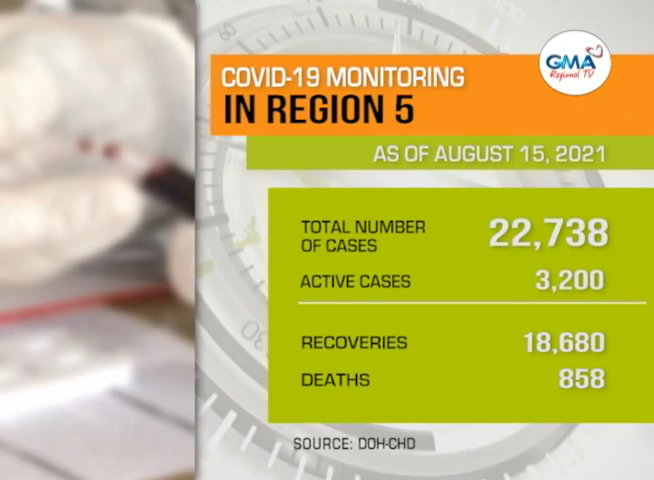 GMA
Regional TV
COVID-19 MONITORING
IN REGION 5
AS OF AUGUST 15, 2021
TOTAL NUMBER
OF CASES 22,738
ACTIVE CASES 3,200
RECOVERIES 18,680
DEATHS 858
SOURCE: DOH-CHD